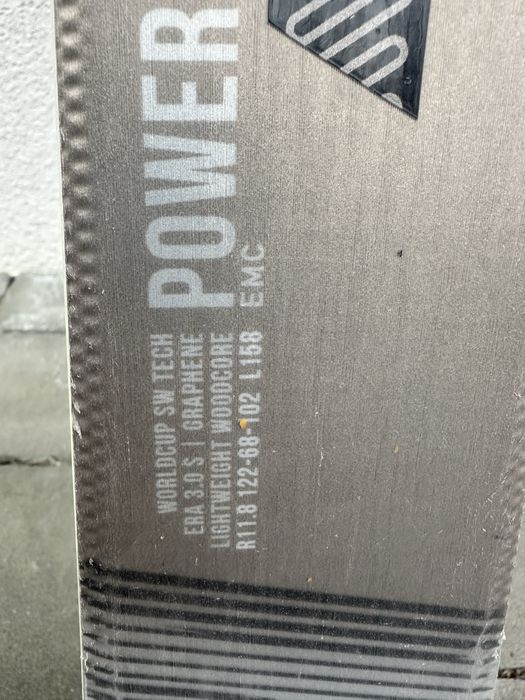 POWER
EMC
WORLDCUP SW TECH
ERA 3.0 S | GRAPHENE
LIGHTWEIGHT WOODCORE
R11.8 122-68-102 L158